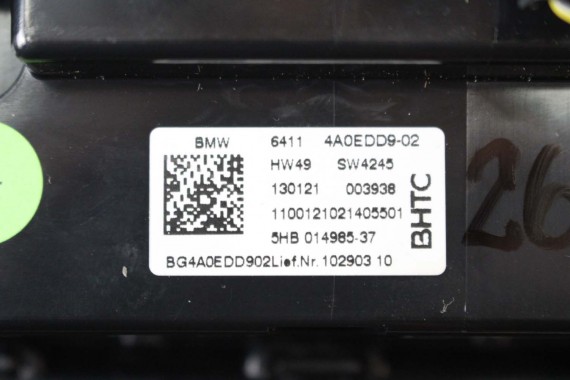 BMW 6411 4A0EDD9-02
HW49 SW4245
130121 003938
1100121021405501
5HB 014985-37
BG4A0EDD902Lief.Nr.102903 10
BHTC
26